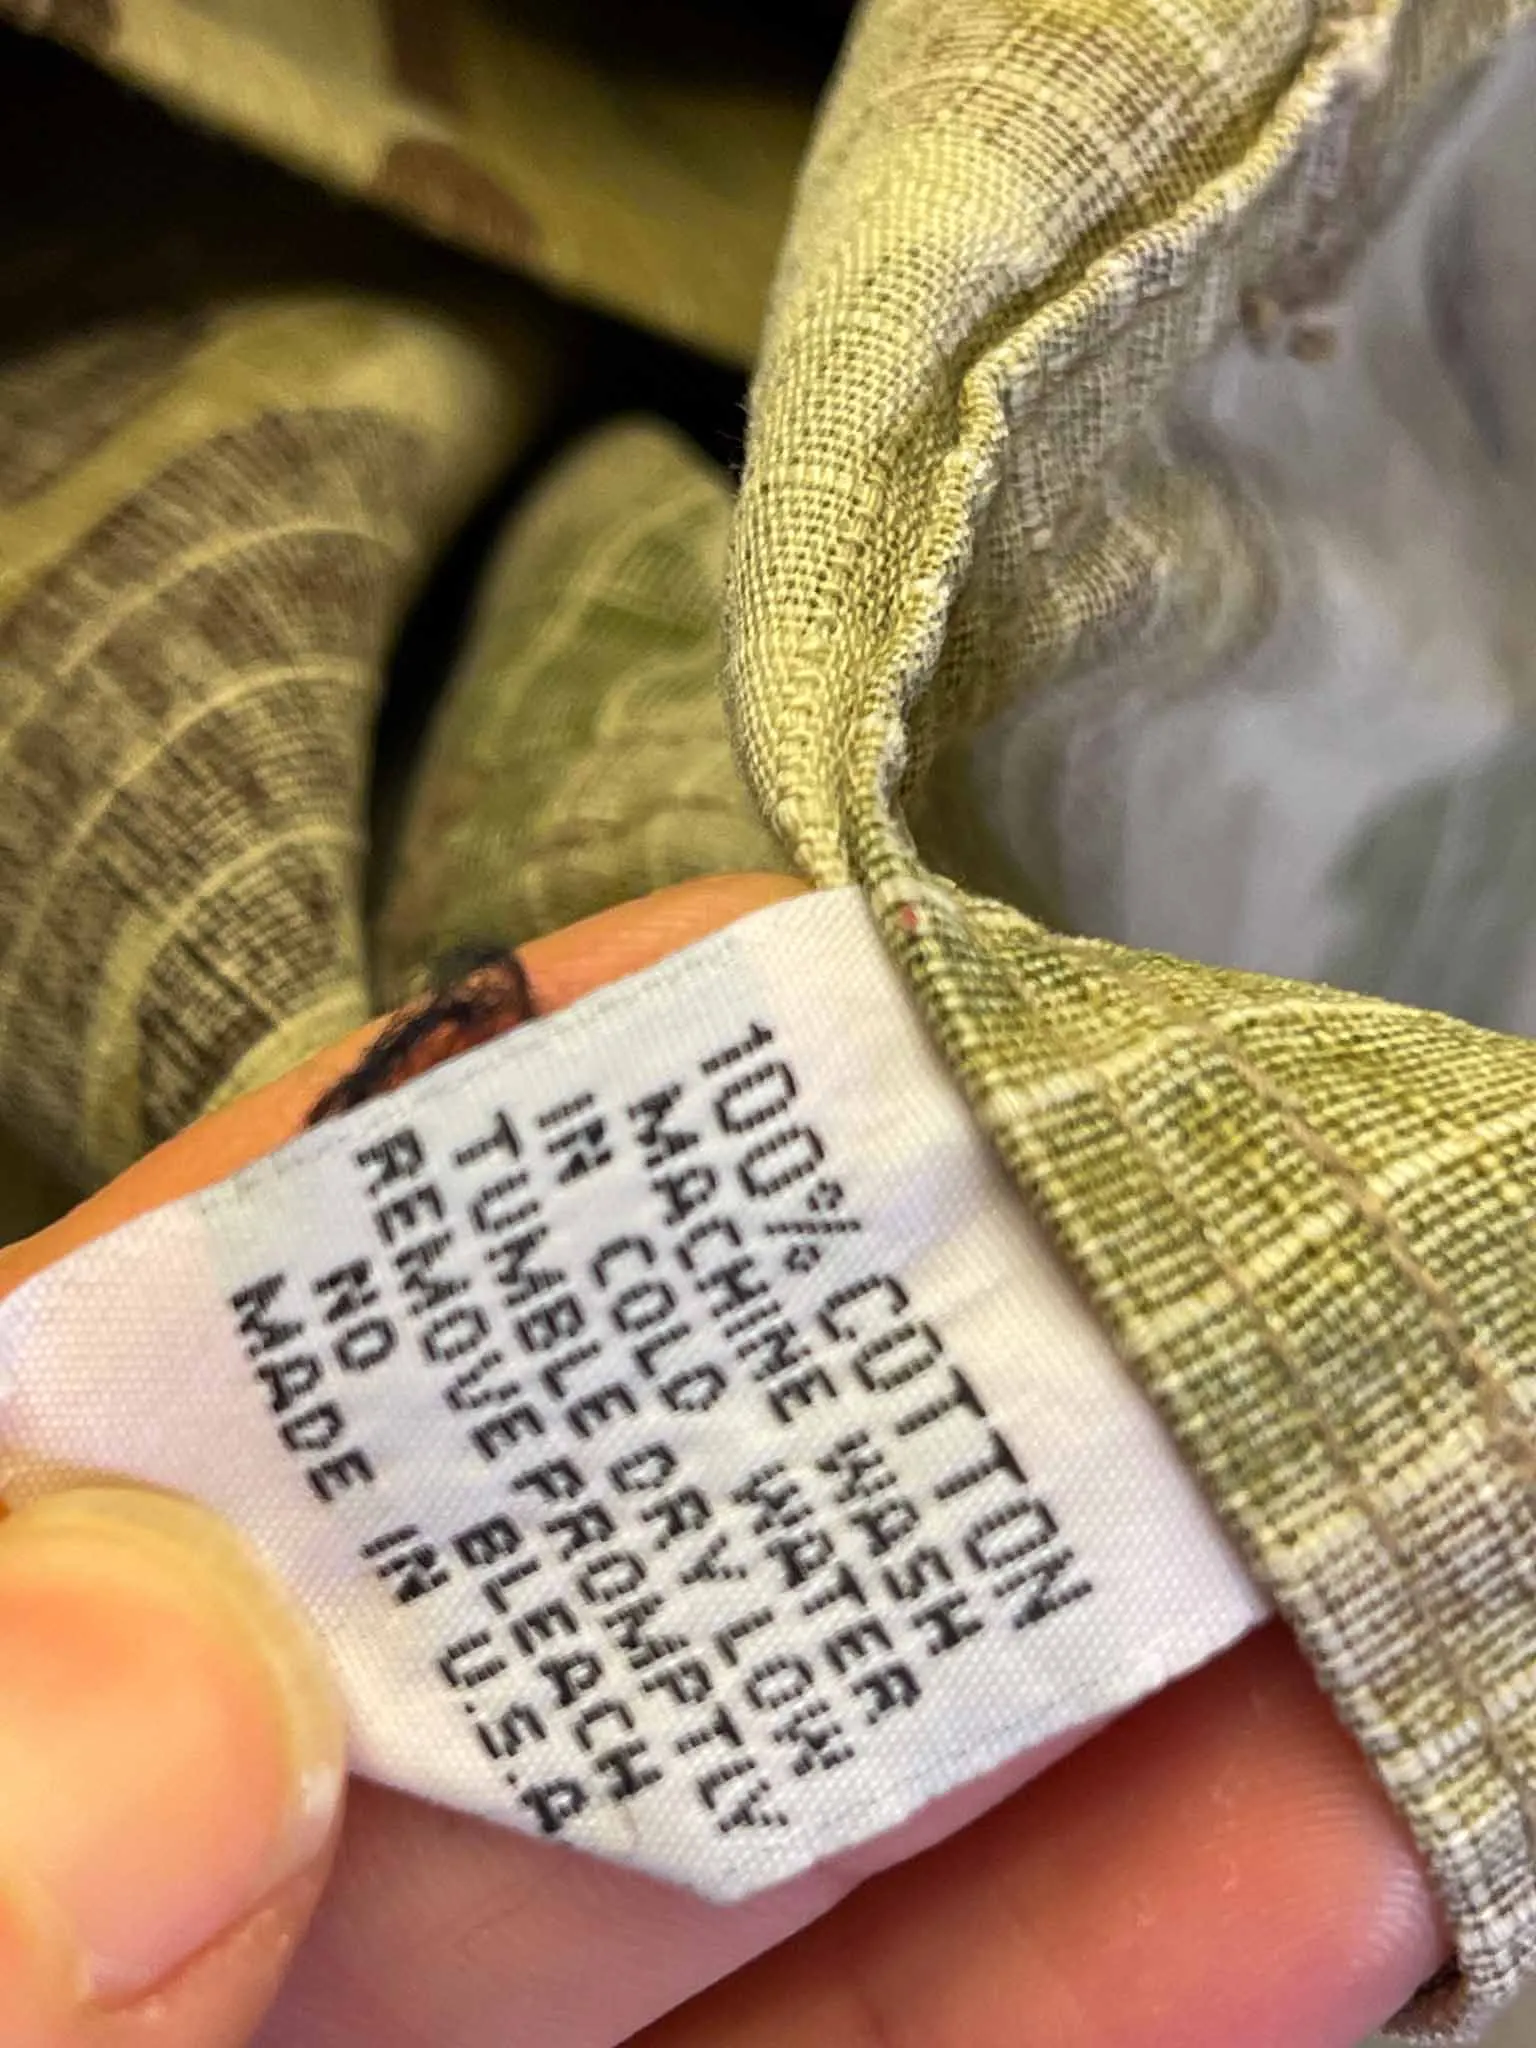 100% COTTON
MACHINE WASH
IN COLD WATER
TUMBLE DRY LOW
REMOVE PROMPTLY
NO BLEACH
MADE IN U.S.A